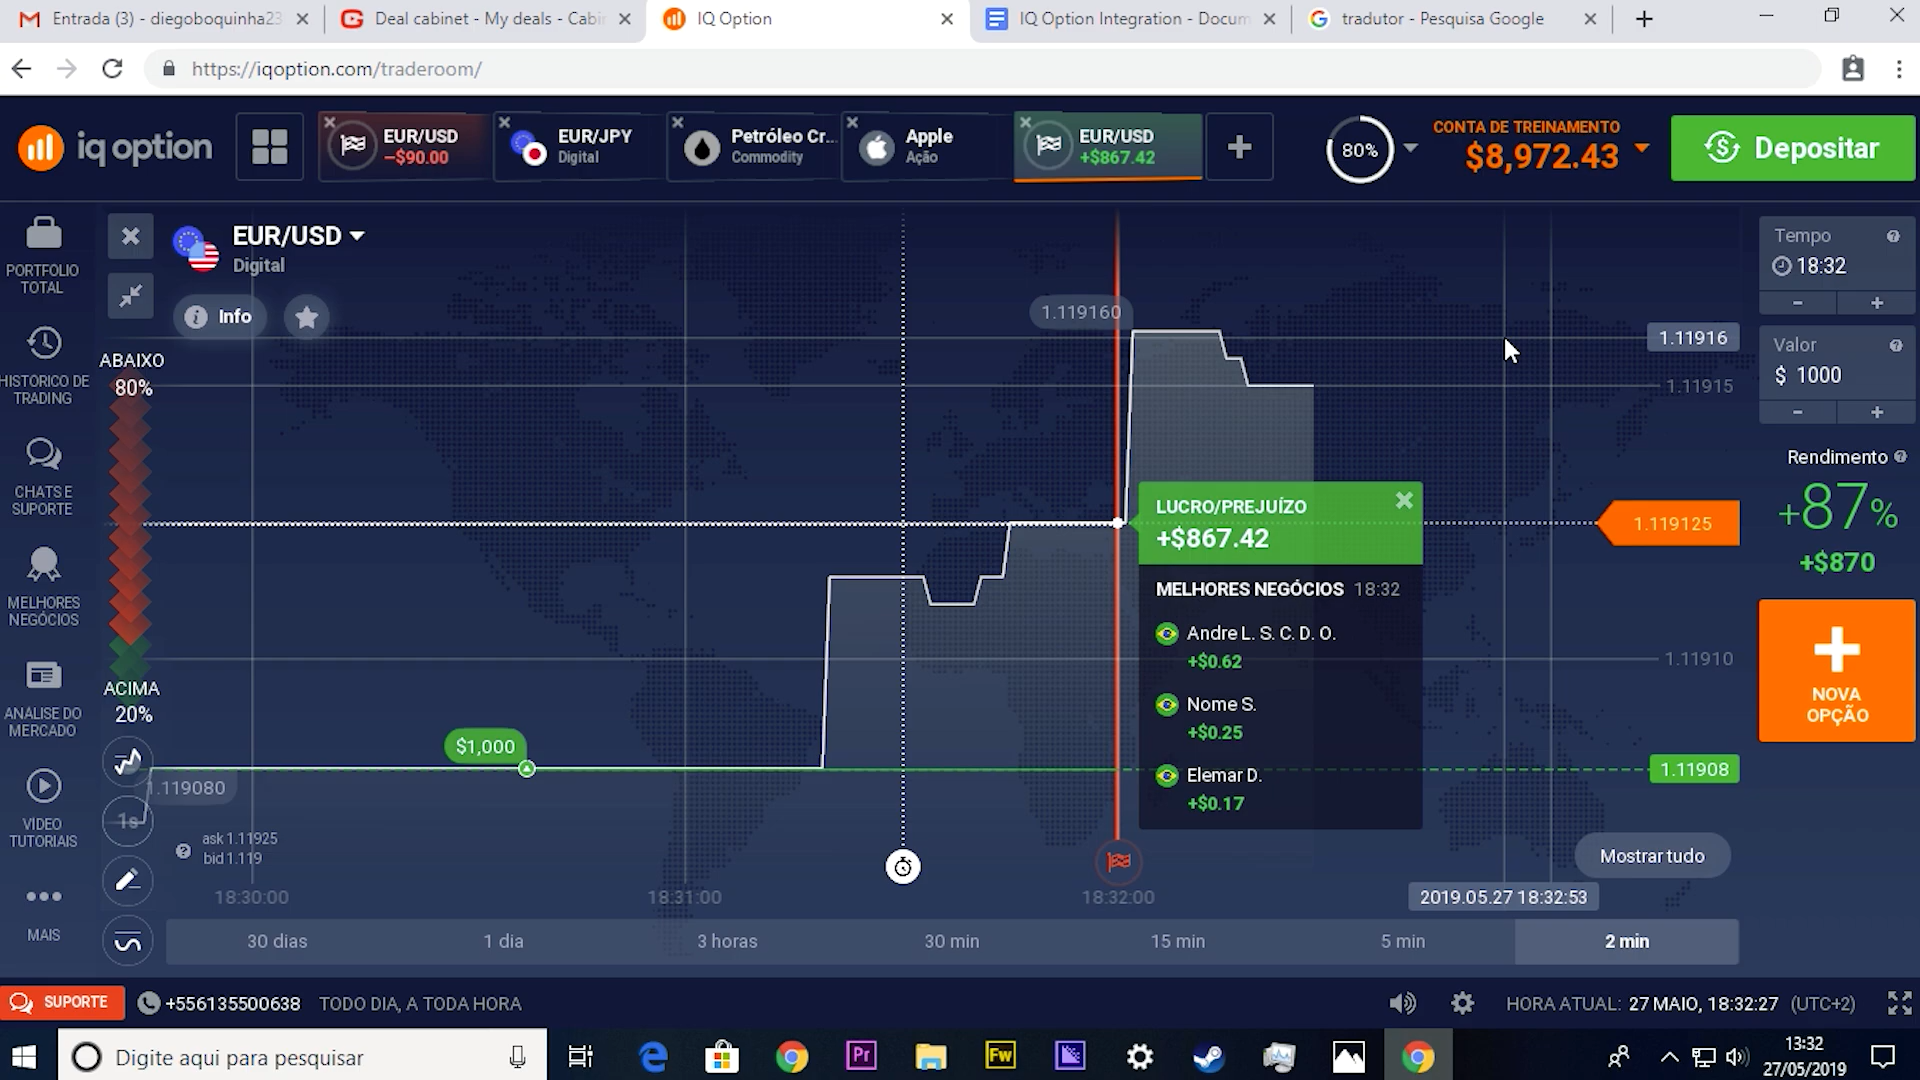 Entrada (3) - diegoboquinha23
Deal cabinet - My deals - Cabin
IQ Option
IQ Option Integration - Docum
tradutor - Pesquisa Google
https://iqoption.com/traderoom/
iq option
EUR/USD
–$90.00
EUR/JPY
Digital
Petróleo Cr...
Commodity
Apple
Ação
EUR/USD
+$867.42
80%
CONTA DE TREINAMENTO
$8,972.43
Depositar
PORTFOLIO
TOTAL
HISTÓRICO DE
TRADING
CHATS E
SUPORTE
MELHORES
NEGÓCIOS
ANÁLISE DO
MERCADO
VÍDEO
TUTORIAIS
MAIS
EUR/USD
Digital
Info
ABAIXO
80%
ACIMA
20%
1s
1.119160
1.11916
1.11915
1.119125
1.11910
1.11908
$1,000
1.119080
ask 1.11925
bid 1.119
LUCRO/PREJUÍZO
+$867.42
MELHORES NEGÓCIOS 18:32
Andre L. S. C. D. O.
+$0.62
Nome S.
+$0.25
Elemar D.
+$0.17
Mostrar tudo
18:30:00
18:31:00
18:32:00
2019.05.27 18:32:53
30 dias
1 dia
3 horas
30 min
15 min
5 min
2 min
Tempo
18:32
Valor
$ 1000
Rendimento
+87%
+$870
NOVA
OPÇÃO
SUPORTE
+556135500638
TODO DIA, A TODA HORA
HORA ATUAL: 27 MAIO, 18:32:27 (UTC+2)
Digite aqui para pesquisar
Pr
Fw
13:32
27/05/2019